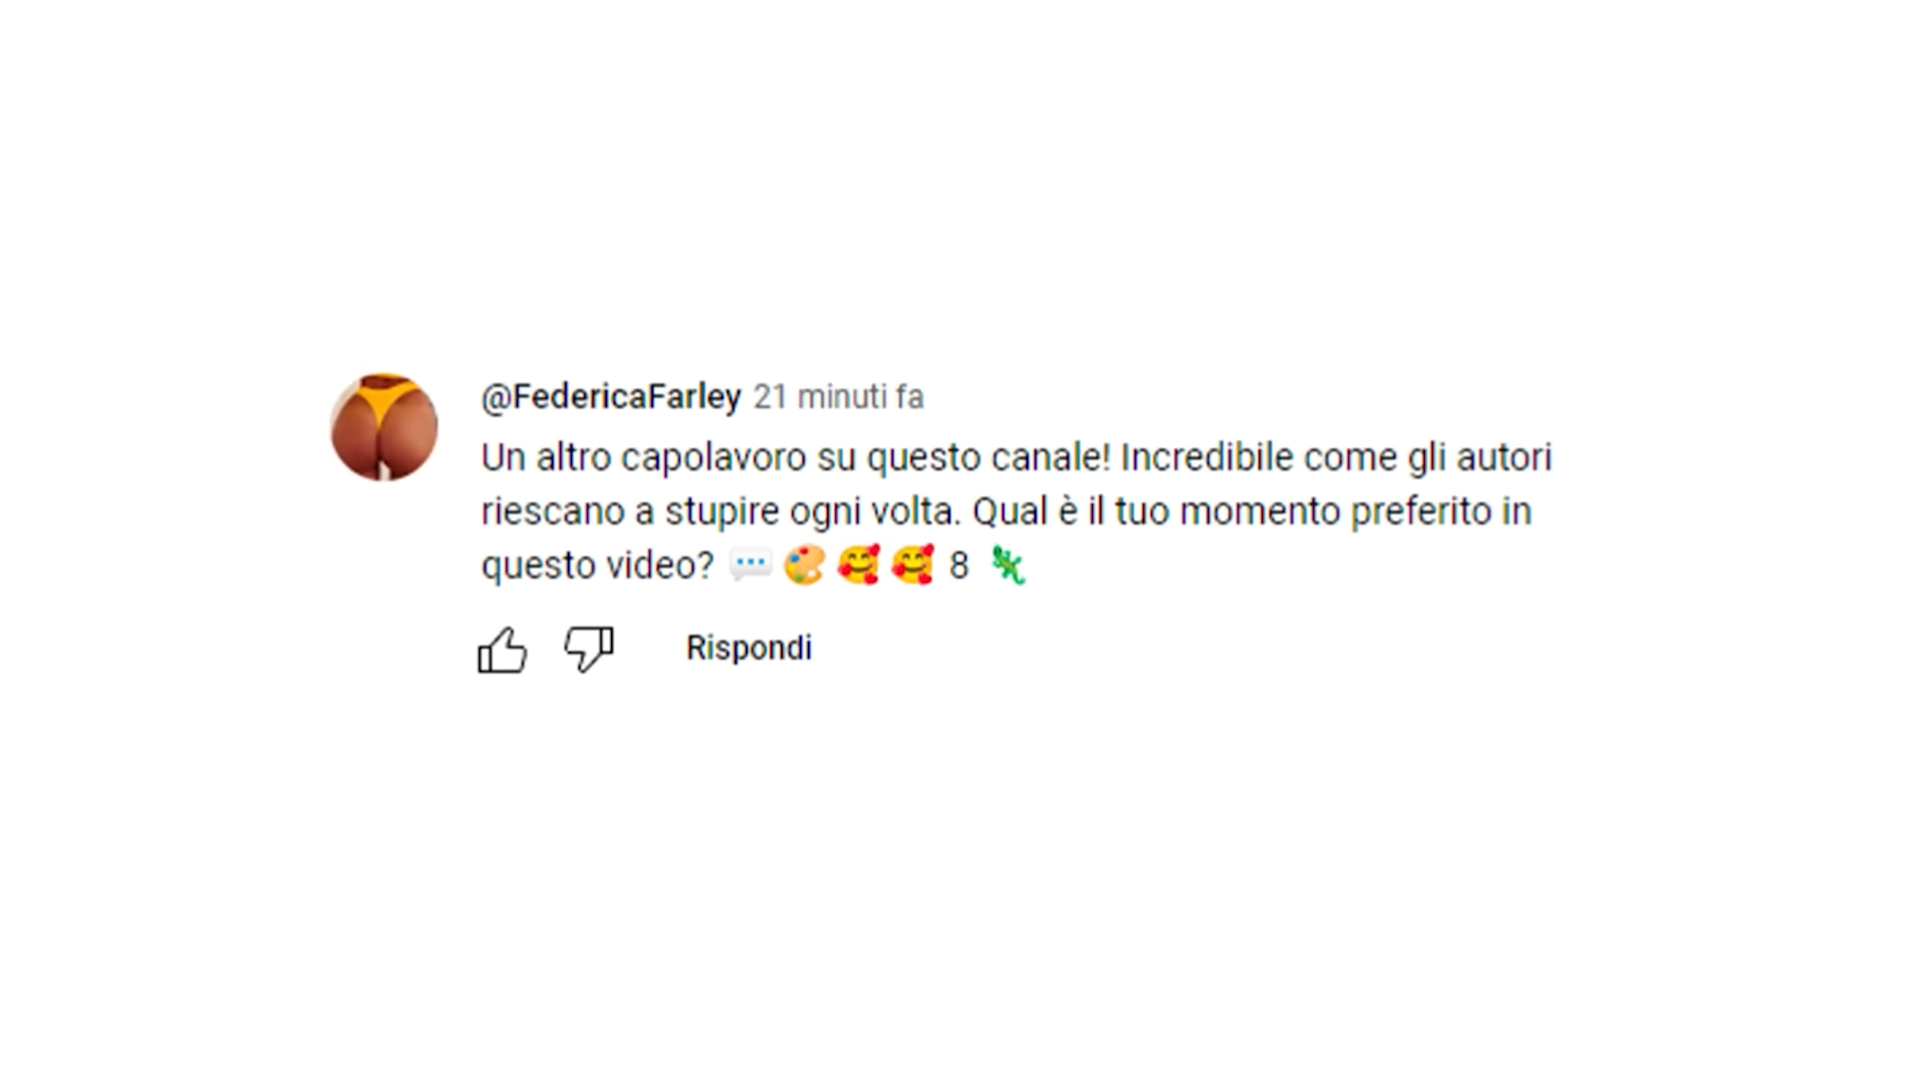 @FedericaFarley 21 minuti fa
Un altro capolavoro su questo canale! Incredibile come gli autori
riescano a stupire ogni volta. Qual è il tuo momento preferito in
questo video? 💬🎨🥰🥰 8 🦎
Rispondi